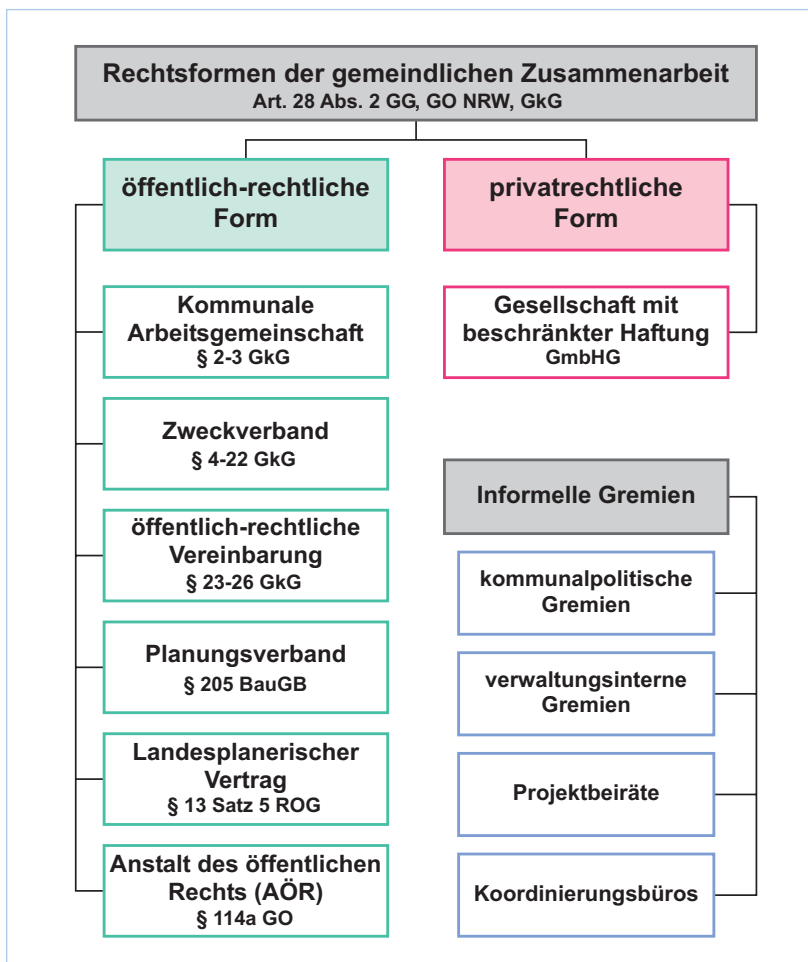 Rechtsformen der gemeindlichen Zusammenarbeit
Art. 28 Abs. 2 GG, GO NRW, GkG
öffentlich-rechtliche
Form
Kommunale
Arbeitsgemeinschaft
§ 2-3 GkG
Zweckverband
§ 4-22 GkG
öffentlich-rechtliche
Vereinbarung
§ 23-26 GkG
Planungsverband
§ 205 BauGB
Landesplanerischer
Vertrag
§ 13 Satz 5 ROG
Anstalt des öffentlichen
Rechts (AÖR)
§ 114a GO
privatrechtliche
Form
Gesellschaft mit
beschränkter Haftung
GmbHG
Informelle Gremien
kommunalpolitische
Gremien
verwaltungsinterne
Gremien
Projektbeiräte
Koordinierungsbüros